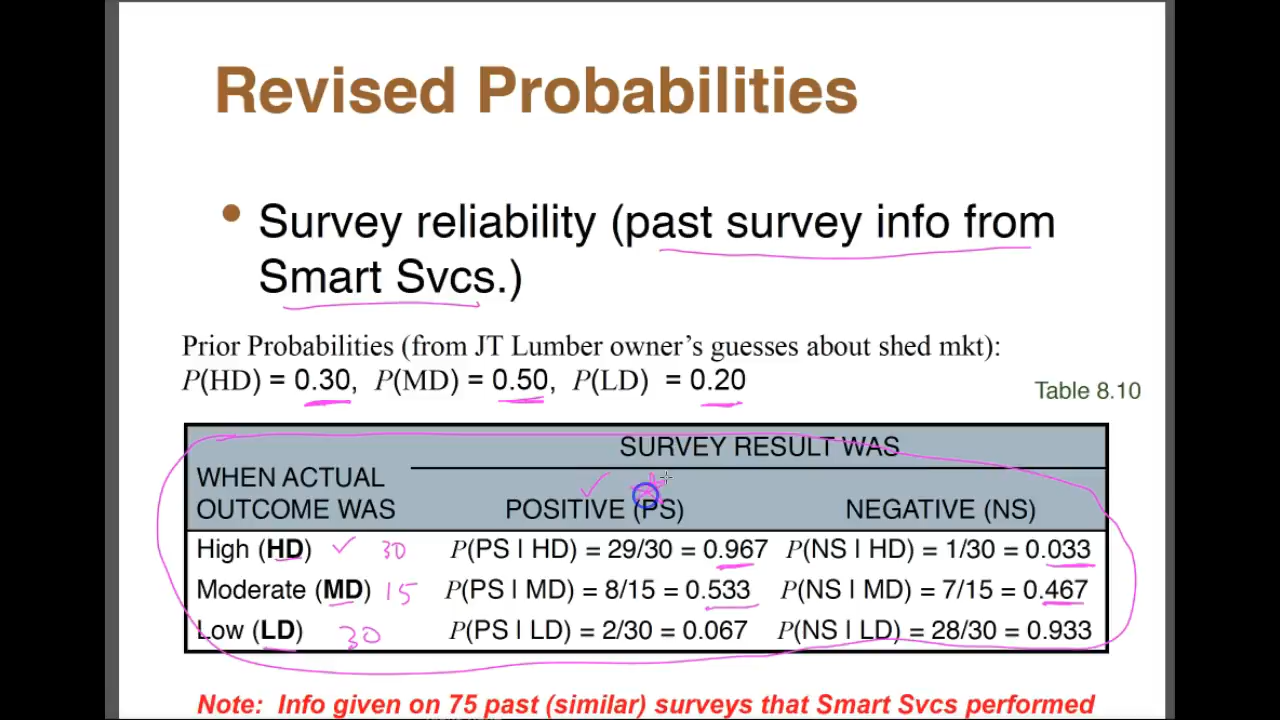 Revised Probabilities
• Survey reliability (past survey info from
Smart Svcs.)
Prior Probabilities (from JT Lumber owner's guesses about shed mkt):
P(HD) = 0.30, P(MD) = 0.50, P(LD) = 0.20
Table 8.10
SURVEY RESULT WAS
WHEN ACTUAL
OUTCOME WAS POSITIVE (PS) NEGATIVE (NS)
High (HD) ✓ 30 P(PS | HD) = 29/30 = 0.967 P(NS | HD) = 1/30 = 0.033
Moderate (MD) 15 P(PS | MD) = 8/15 = 0.533 P(NS | MD) = 7/15 = 0.467
Low (LD) 30 P(PS | LD) = 2/30 = 0.067 P(NS | LD) = 28/30 = 0.933
Note: Info given on 75 past (similar) surveys that Smart Svcs performed